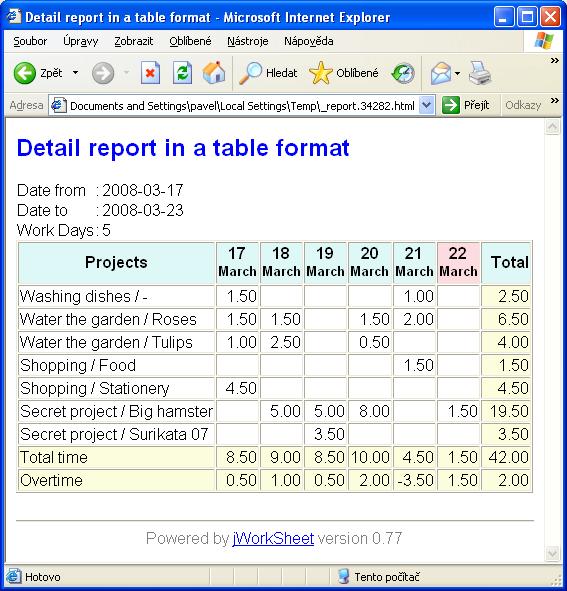 Detail report in a table format - Microsoft Internet Explorer
Soubor Úpravy Zobrazit Oblíbené Nástroje Nápověda
Zpět Hledat Oblíbené
Adresa Documents and Settings\pavel\Local Settings\Temp\_report.34282.html Přejít Odkazy
Detail report in a table format
Date from : 2008-03-17
Date to : 2008-03-23
Work Days : 5
Projects 17 March 18 March 19 March 20 March 21 March 22 March Total
Washing dishes / - 1.50 1.00 2.50
Water the garden / Roses 1.50 1.50 1.50 2.00 6.50
Water the garden / Tulips 1.00 2.50 0.50 4.00
Shopping / Food 1.50 1.50
Shopping / Stationery 4.50 4.50
Secret project / Big hamster 5.00 5.00 8.00 1.50 19.50
Secret project / Surikata 07 3.50 3.50
Total time 8.50 9.00 8.50 10.00 4.50 1.50 42.00
Overtime 0.50 1.00 0.50 2.00 -3.50 1.50 2.00
Powered by jWorkSheet version 0.77
Hotovo Tento počítač